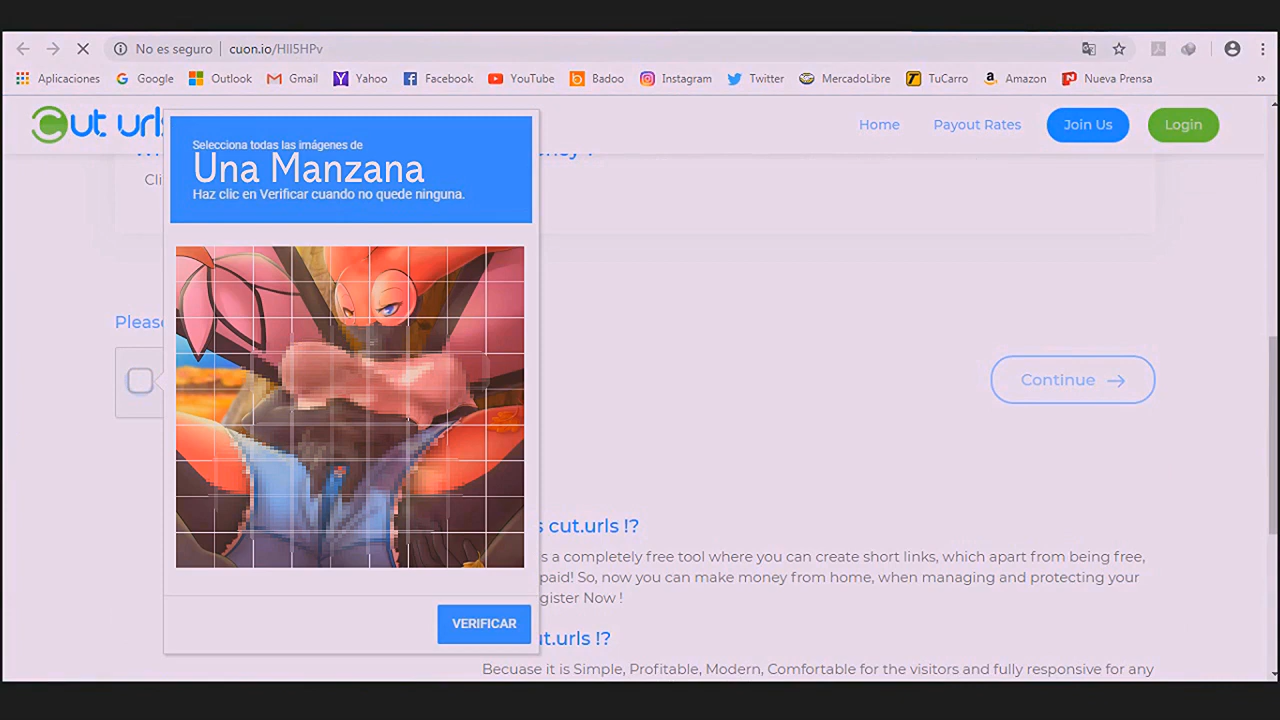 No es seguro cuon.io/HlI5HPv
Aplicaciones Google Outlook Gmail Yahoo Facebook YouTube Badoo Instagram Twitter MercadoLibre TuCarro Amazon Nueva Prensa »
cut urls Home Payout Rates Join Us Login
Selecciona todas las imágenes de
Una Manzana
Haz clic en Verificar cuando no quede ninguna.
Cli
Please
Continue
s cut.urls !?
s a completely free tool where you can create short links, which apart from being free,
paid! So, now you can make money from home, when managing and protecting your
gister Now !
VERIFICAR
ut.urls !?
Becuase it is Simple, Profitable, Modern, Comfortable for the visitors and fully responsive for any